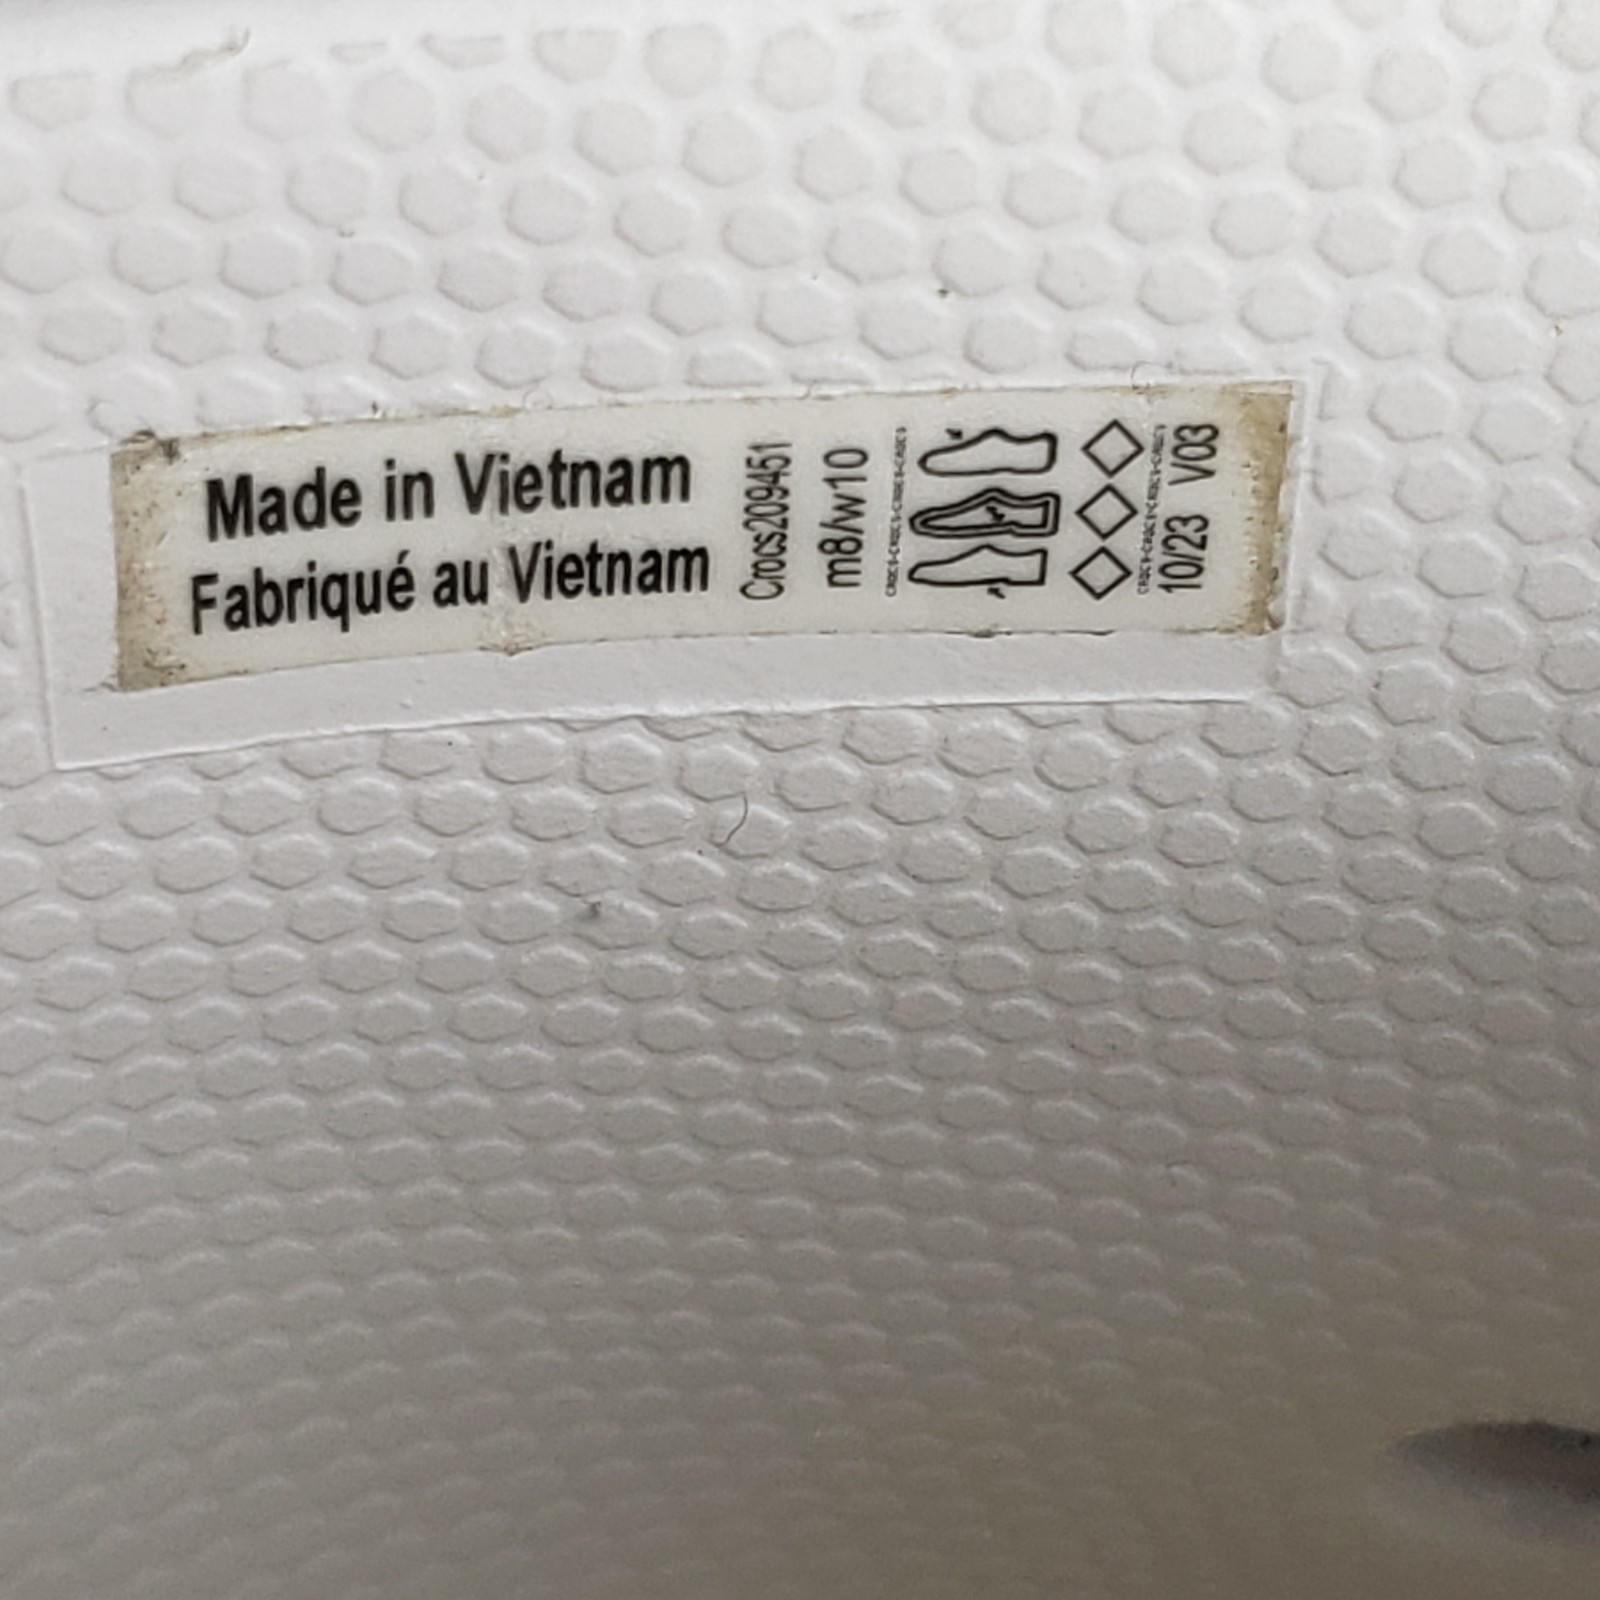 Made in Vietnam
Fabriqué au Vietnam
Crocs209451
m8/w10
10/23 V03